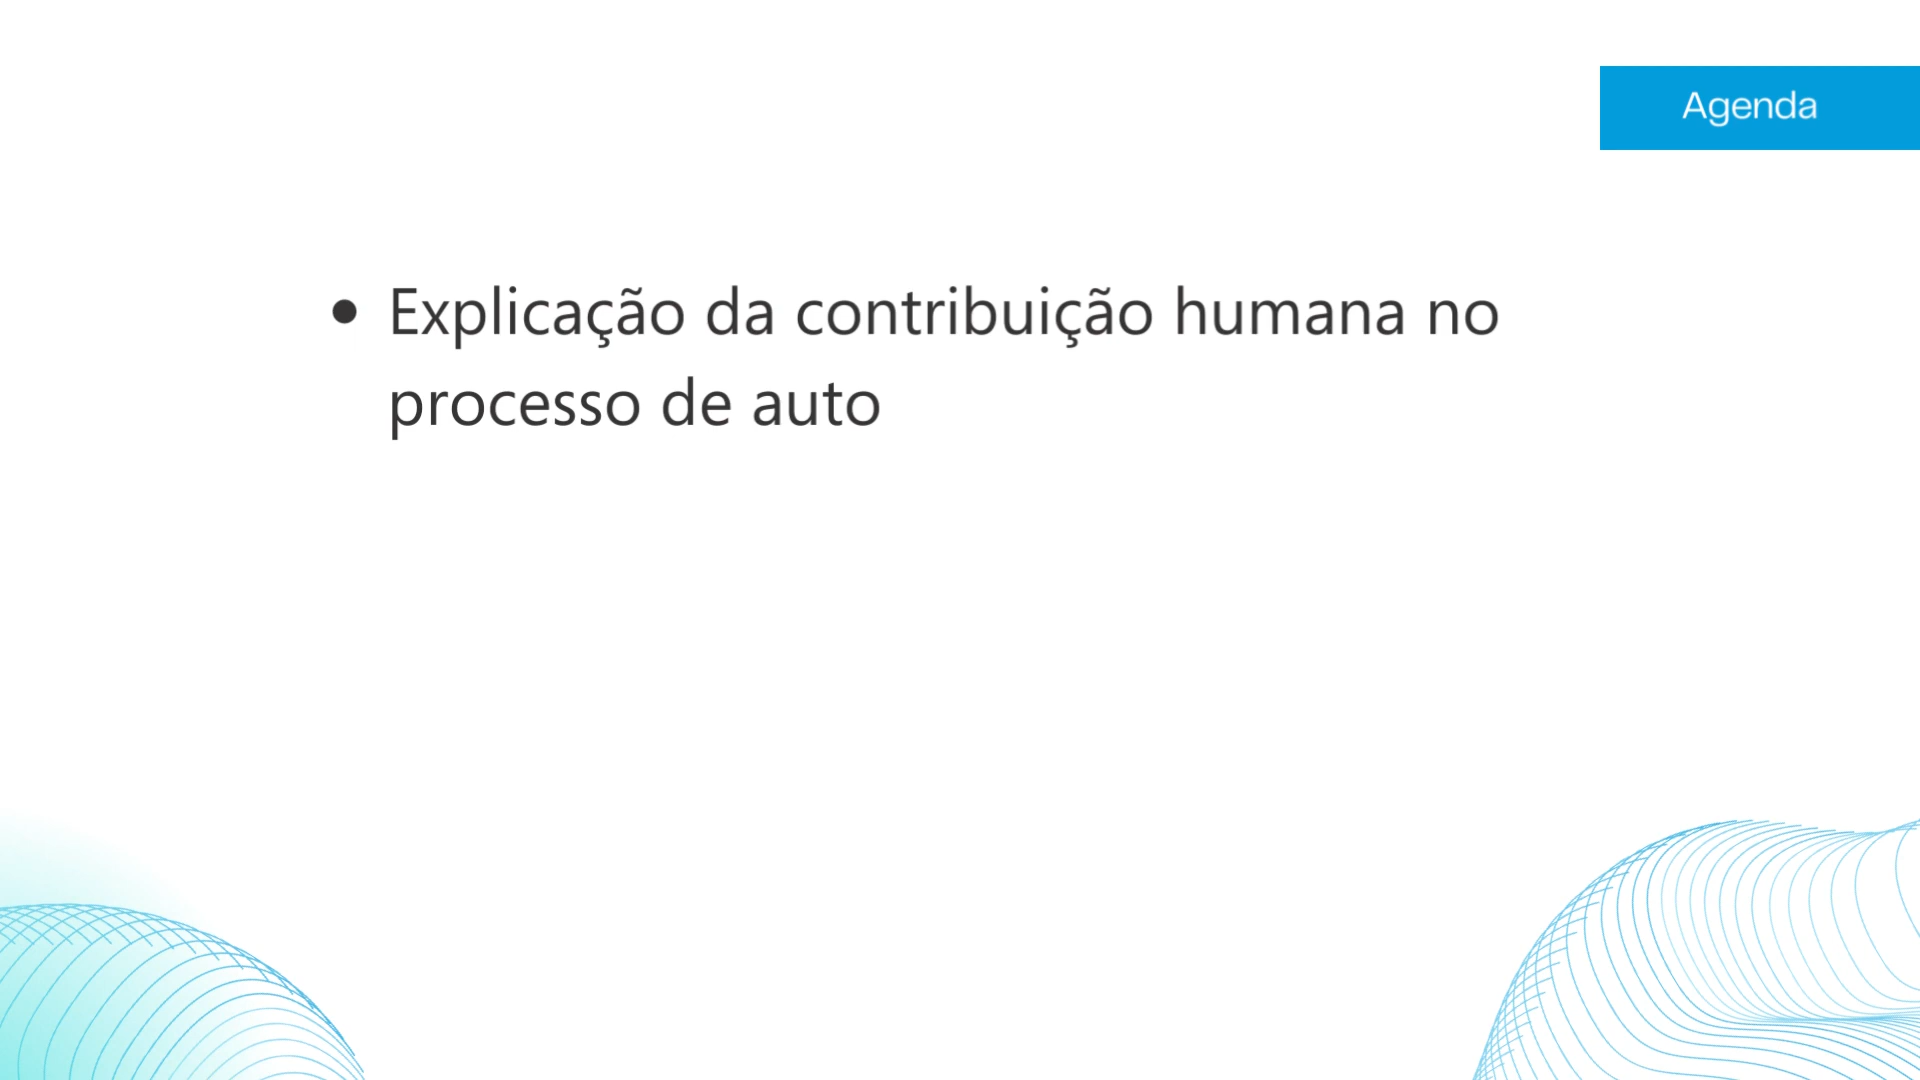 Agenda
• Explicação da contribuição humana no
processo de auto